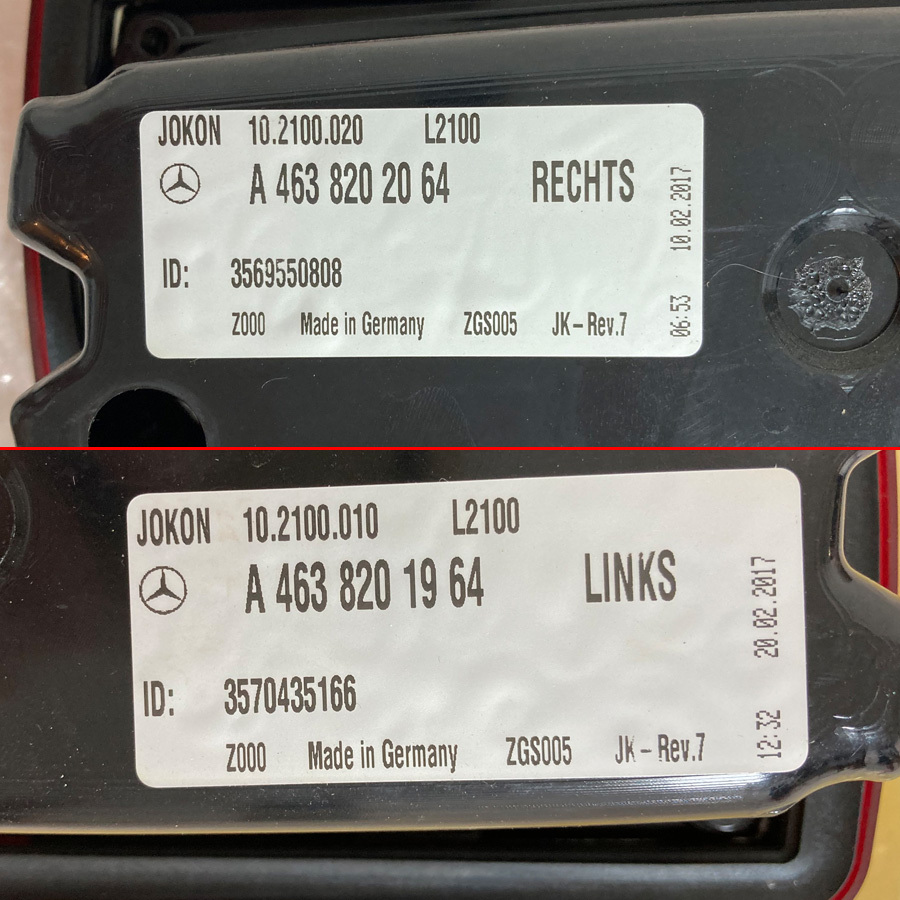 JOKON 10.2100.020 L2100
A 463 820 20 64 RECHTS
ID: 3569550808
Z000 Made in Germany ZGS005 JK-Rev.7
06:53 10.02.2017
JOKON 10.2100.010 L2100
A 463 820 19 64 LINKS
ID: 3570435166
Z000 Made in Germany ZGS005 JK-Rev.7
12:32 20.02.2017